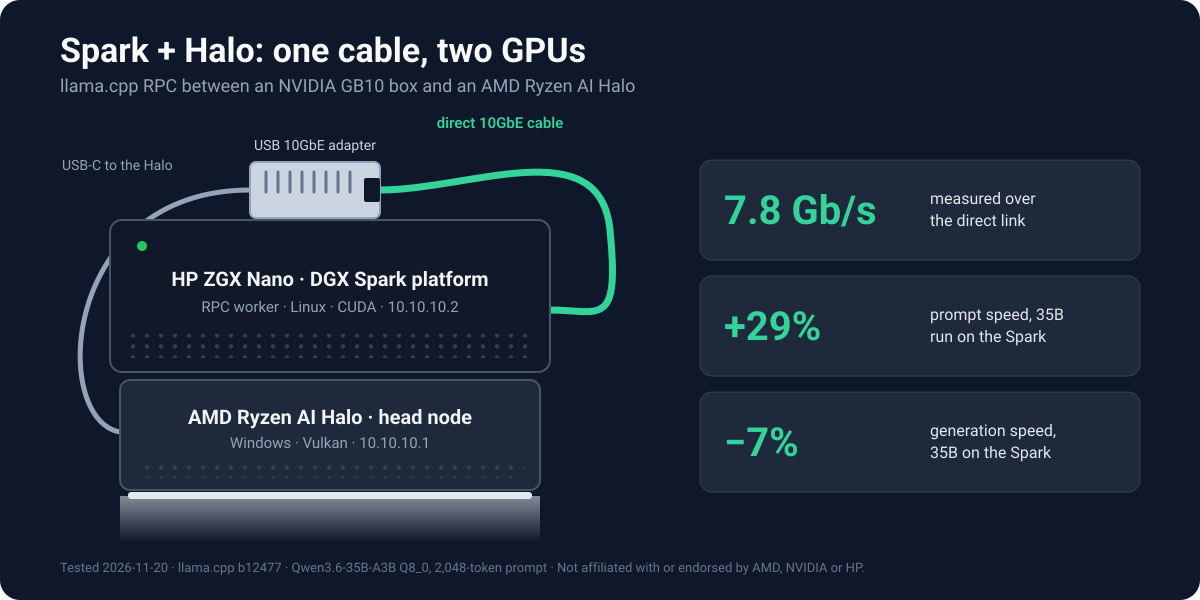 Spark + Halo: one cable, two GPUs
llama.cpp RPC between an NVIDIA GB10 box and an AMD Ryzen AI Halo
direct 10GbE cable
USB 10GbE adapter
USB-C to the Halo
HP ZGX Nano · DGX Spark platform
RPC worker · Linux · CUDA · 10.10.10.2
AMD Ryzen AI Halo · head node
Windows · Vulkan · 10.10.10.1
7.8 Gb/s
measured over
the direct link
+29%
prompt speed, 35B
run on the Spark
−7%
generation speed,
35B on the Spark
Tested 2026-11-20 · llama.cpp b12477 · Qwen3.6-35B-A3B Q8_0, 2,048-token prompt · Not affiliated with or endorsed by AMD, NVIDIA or HP.